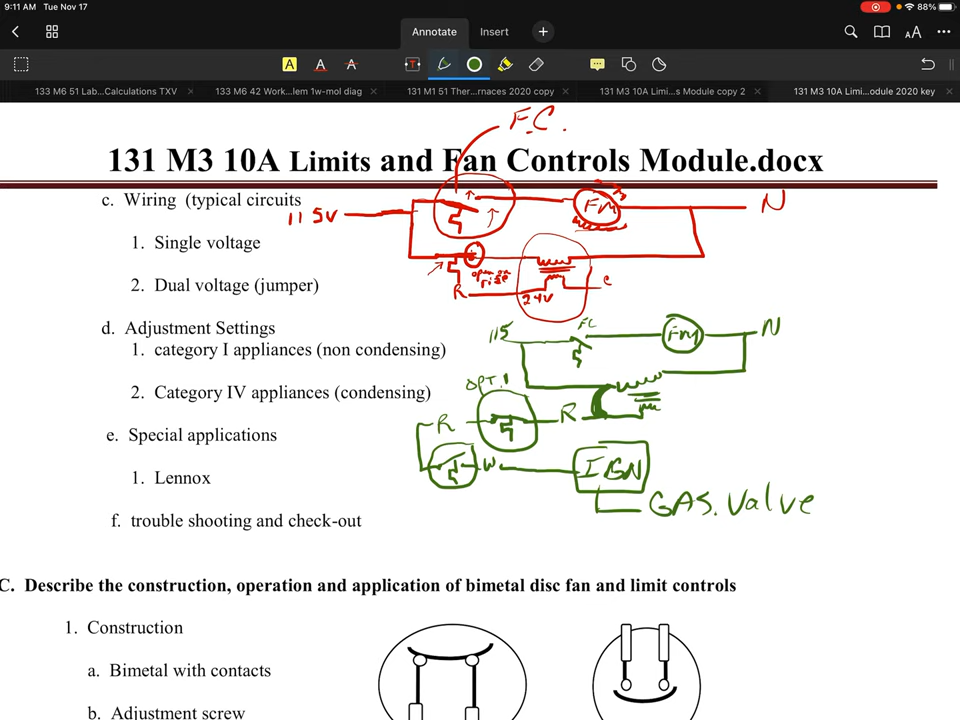 9:11 AM Tue Nov 17
88%
Annotate Insert
AA
A A A T
133 M6 51 Lab...Calculations TXV
133 M6 42 Work...lem 1w-mol diag
131 M1 51 Ther...rnaces 2020 copy
131 M3 10A Limi...s Module copy 2
131 M3 10A Limi...odule 2020 key
F.C.
131 M3 10A Limits and Fan Controls Module.docx
c. Wiring (typical circuits
115V
FM
N
1. Single voltage
open on rise
R
24V
C
2. Dual voltage (jumper)
d. Adjustment Settings
115
FC
FM
N
1. category I appliances (non condensing)
OPT.1
2. Category IV appliances (condensing)
R
R
e. Special applications
W
IGN
1. Lennox
GAS. Valve
f. trouble shooting and check-out
C. Describe the construction, operation and application of bimetal disc fan and limit controls
1. Construction
a. Bimetal with contacts
b. Adjustment screw